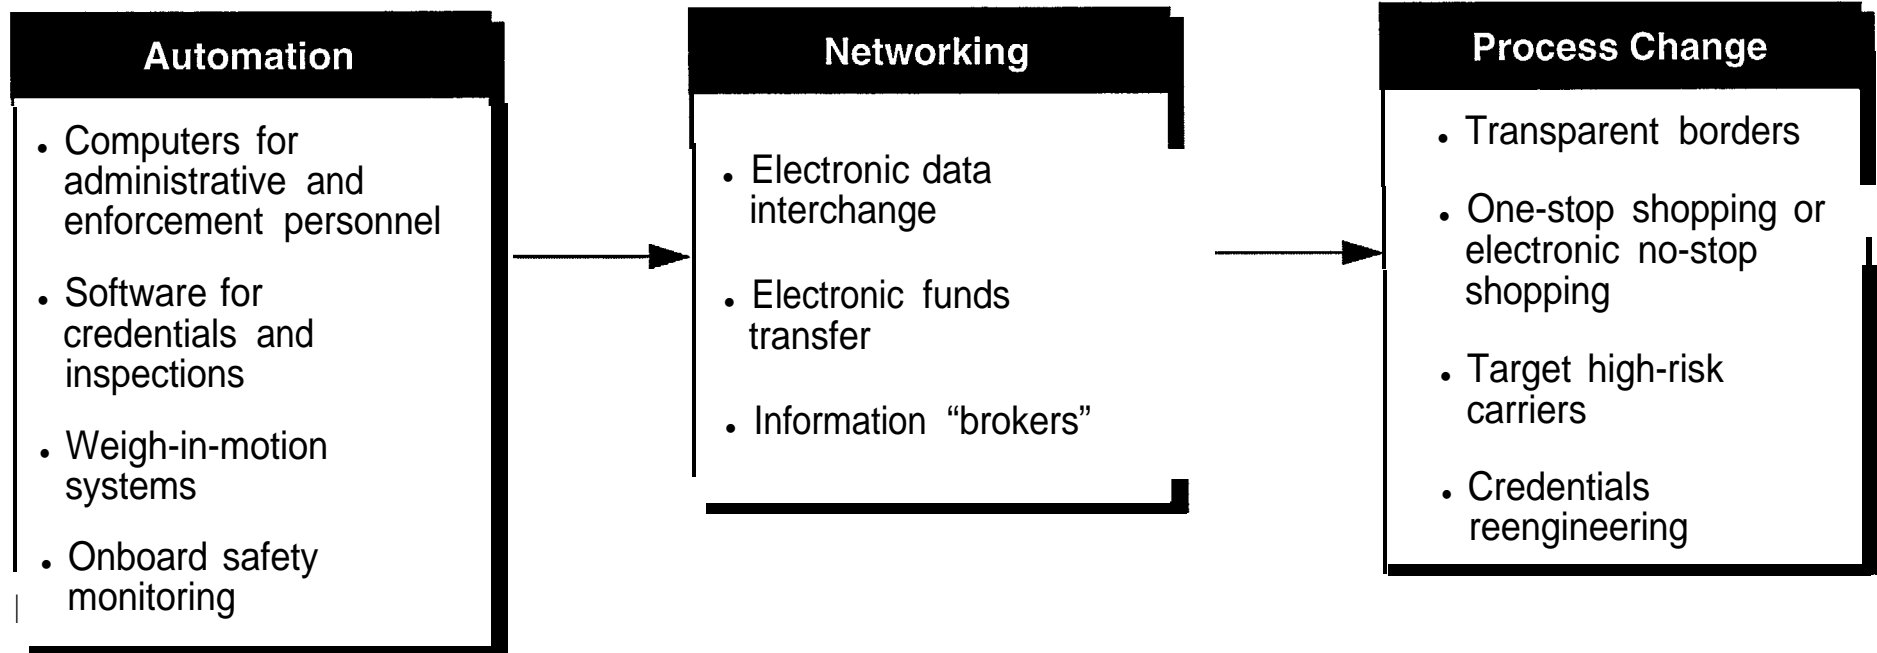 Automation
• Computers for
administrative and
enforcement personnel
• Software for
credentials and
inspections
• Weigh-in-motion
systems
• Onboard safety
monitoring
Networking
• Electronic data
interchange
• Electronic funds
transfer
• Information “brokers”
Process Change
• Transparent borders
• One-stop shopping or
electronic no-stop
shopping
• Target high-risk
carriers
• Credentials
reengineering